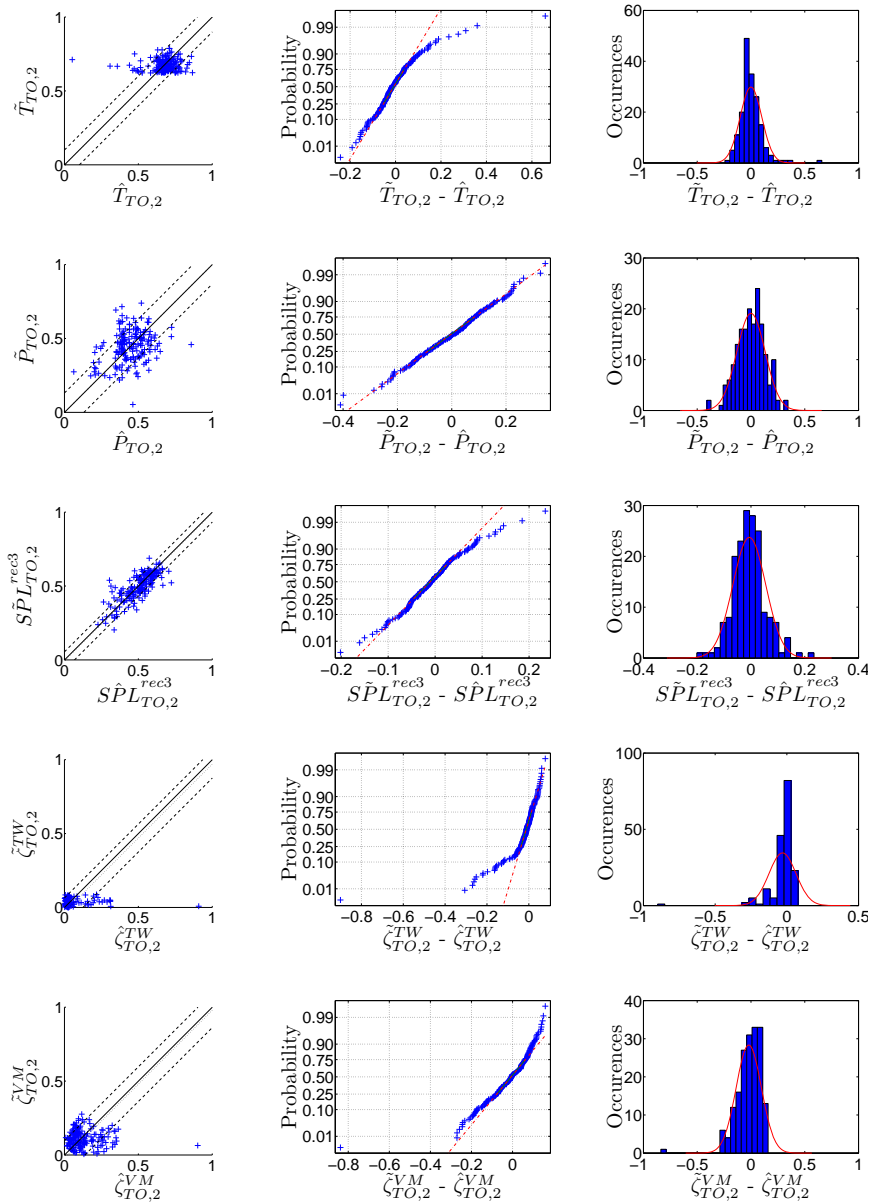 1
0.5
0
0 0.5 1
T̃_{TO,2}
T̂_{TO,2}
0.99
0.90
0.75
0.50
0.25
0.10
0.01
Probability
−0.2 0 0.2 0.4 0.6
T̃_{TO,2} - T̂_{TO,2}
60
40
20
0
Occurences
−1 −0.5 0 0.5 1
T̃_{TO,2} - T̂_{TO,2}
1
0.5
0
0 0.5 1
P̃_{TO,2}
P̂_{TO,2}
0.99
0.90
0.75
0.50
0.25
0.10
0.01
Probability
−0.4 −0.2 0 0.2
P̃_{TO,2} - P̂_{TO,2}
30
20
10
0
Occurences
−1 −0.5 0 0.5 1
P̃_{TO,2} - P̂_{TO,2}
1
0.5
0
0 0.5 1
SP̃L^{rec3}_{TO,2}
SP̂L^{rec3}_{TO,2}
0.99
0.90
0.75
0.50
0.25
0.10
0.01
Probability
−0.2 −0.1 0 0.1 0.2
SP̃L^{rec3}_{TO,2} - SP̂L^{rec3}_{TO,2}
30
20
10
0
Occurences
−0.4 −0.2 0 0.2 0.4
SP̃L^{rec3}_{TO,2} - SP̂L^{rec3}_{TO,2}
1
0.5
0
0 0.5 1
ζ̃^{TW}_{TO,2}
ζ̂^{TW}_{TO,2}
0.99
0.90
0.75
0.50
0.25
0.10
0.01
Probability
−0.8 −0.6 −0.4 −0.2 0
ζ̃^{TW}_{TO,2} - ζ̂^{TW}_{TO,2}
100
50
0
Occurences
−1 −0.5 0 0.5
ζ̃^{TW}_{TO,2} - ζ̂^{TW}_{TO,2}
1
0.5
0
0 0.5 1
ζ̃^{VM}_{TO,2}
ζ̂^{VM}_{TO,2}
0.99
0.90
0.75
0.50
0.25
0.10
0.01
Probability
−0.8 −0.6 −0.4 −0.2 0
ζ̃^{VM}_{TO,2} - ζ̂^{VM}_{TO,2}
40
30
20
10
0
Occurences
−1 −0.5 0 0.5 1
ζ̃^{VM}_{TO,2} - ζ̂^{VM}_{TO,2}